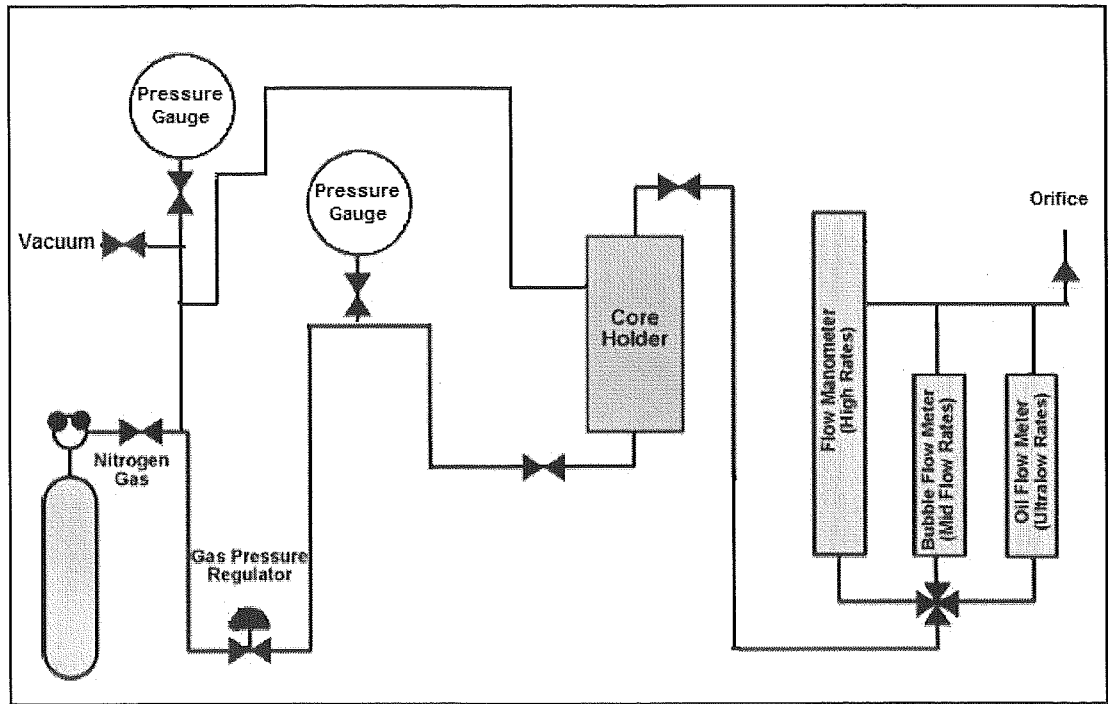 Pressure
Gauge
Pressure
Gauge
Vacuum
Orifice
Core
Holder
Nitrogen
Gas
Gas Pressure
Regulator
Flow Manometer
(High Rates)
Bubble Flow Meter
(Mid Flow Rates)
Oil Flow Meter
(Ultralow Rates)